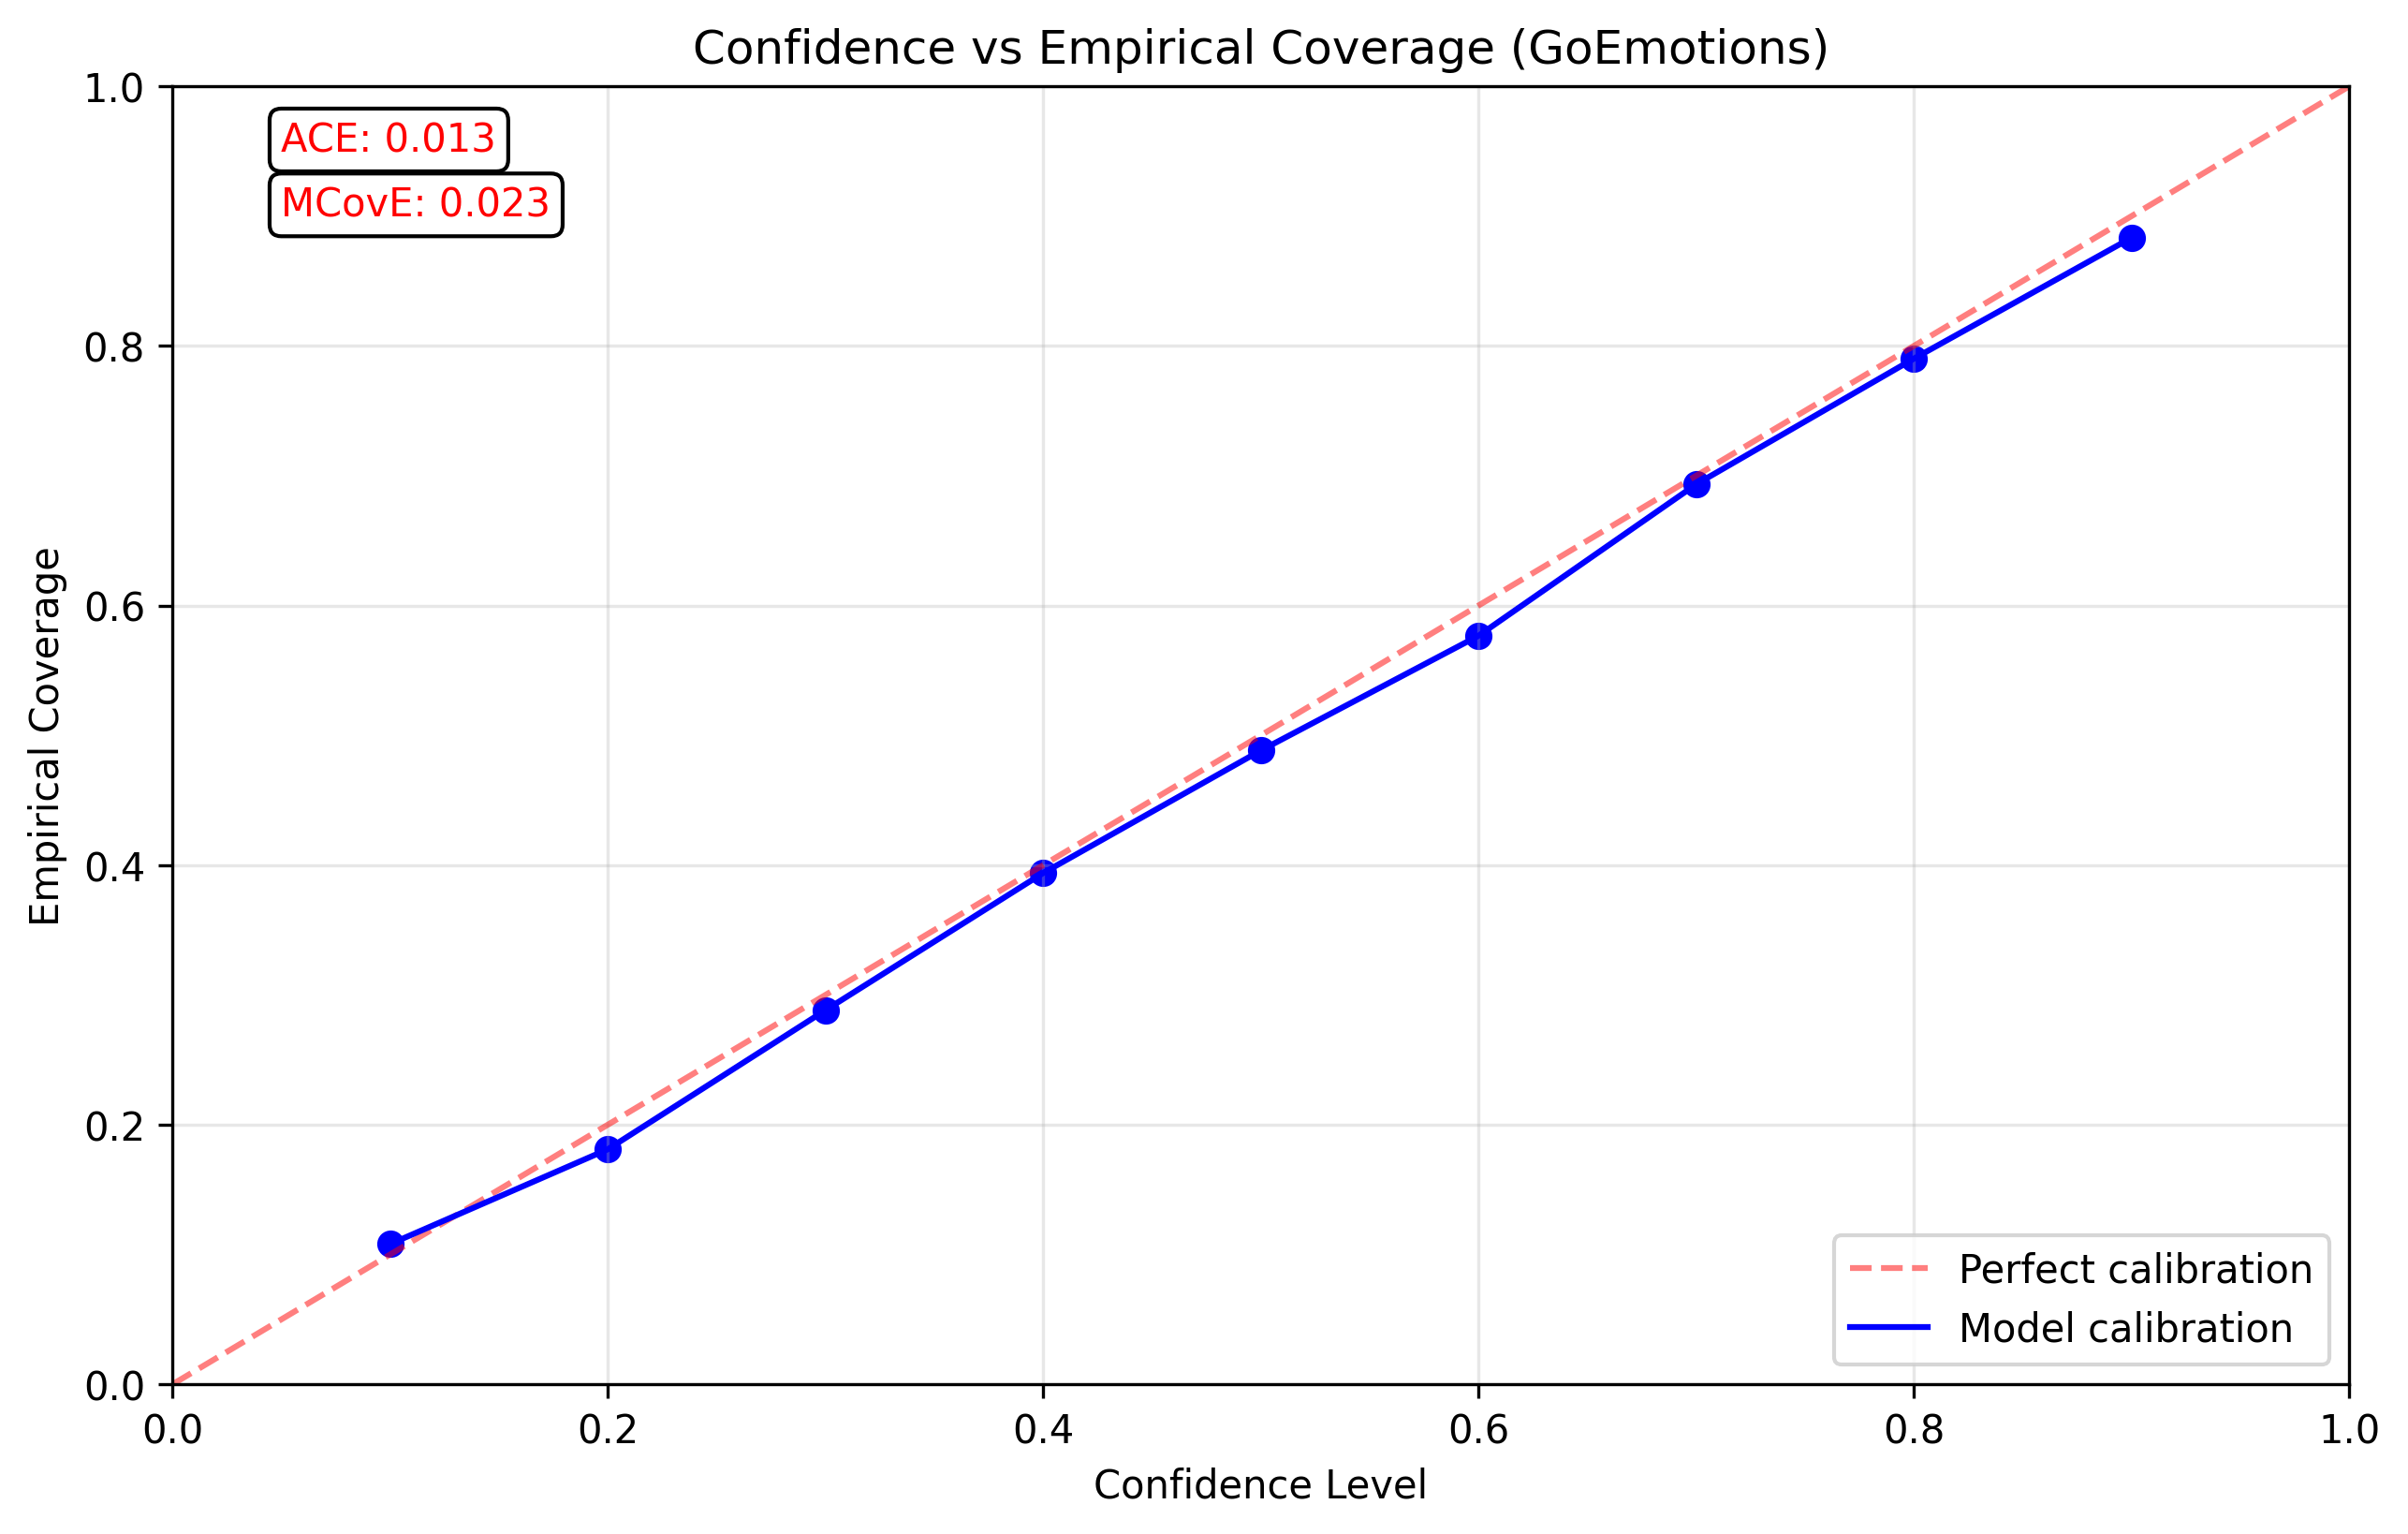 Confidence vs Empirical Coverage (GoEmotions)
ACE: 0.013
MCovE: 0.023
Empirical Coverage
1.0
0.8
0.6
0.4
0.2
0.0
0.0 0.2 0.4 0.6 0.8 1.0
Confidence Level
Perfect calibration
Model calibration